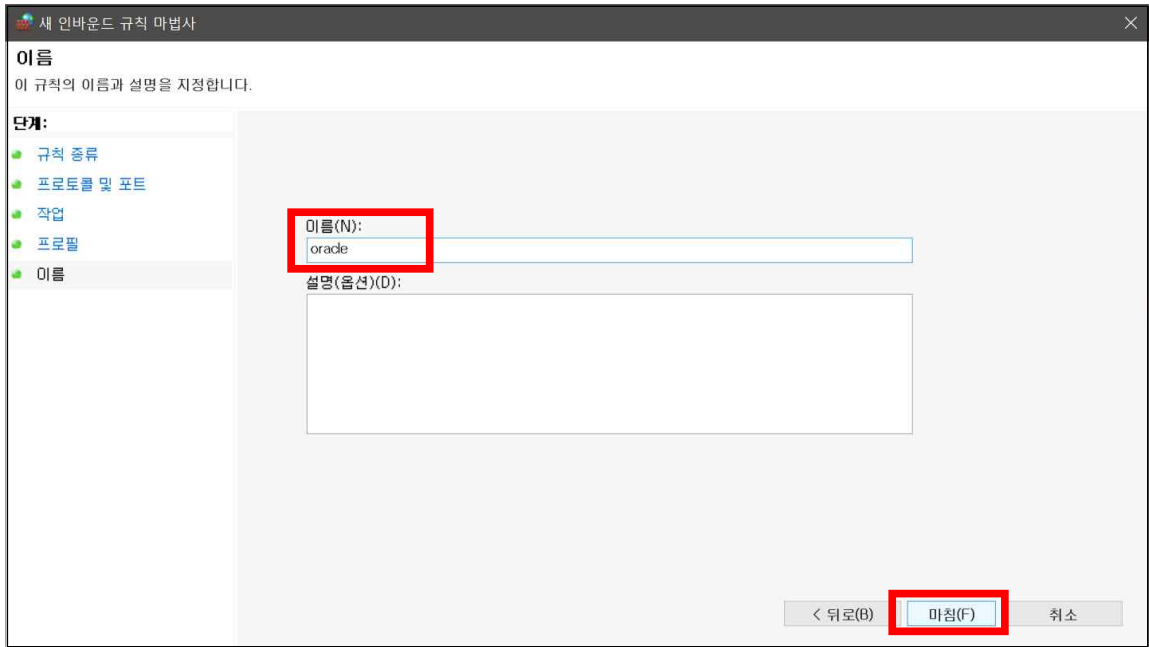 새 인바운드 규칙 마법사
이름
이 규칙의 이름과 설명을 지정합니다.
단계:
규칙 종류
프로토콜 및 포트
작업
프로필
이름
이름(N):
oracle
설명(옵션)(D):
< 뒤로(B)
마침(F)
취소